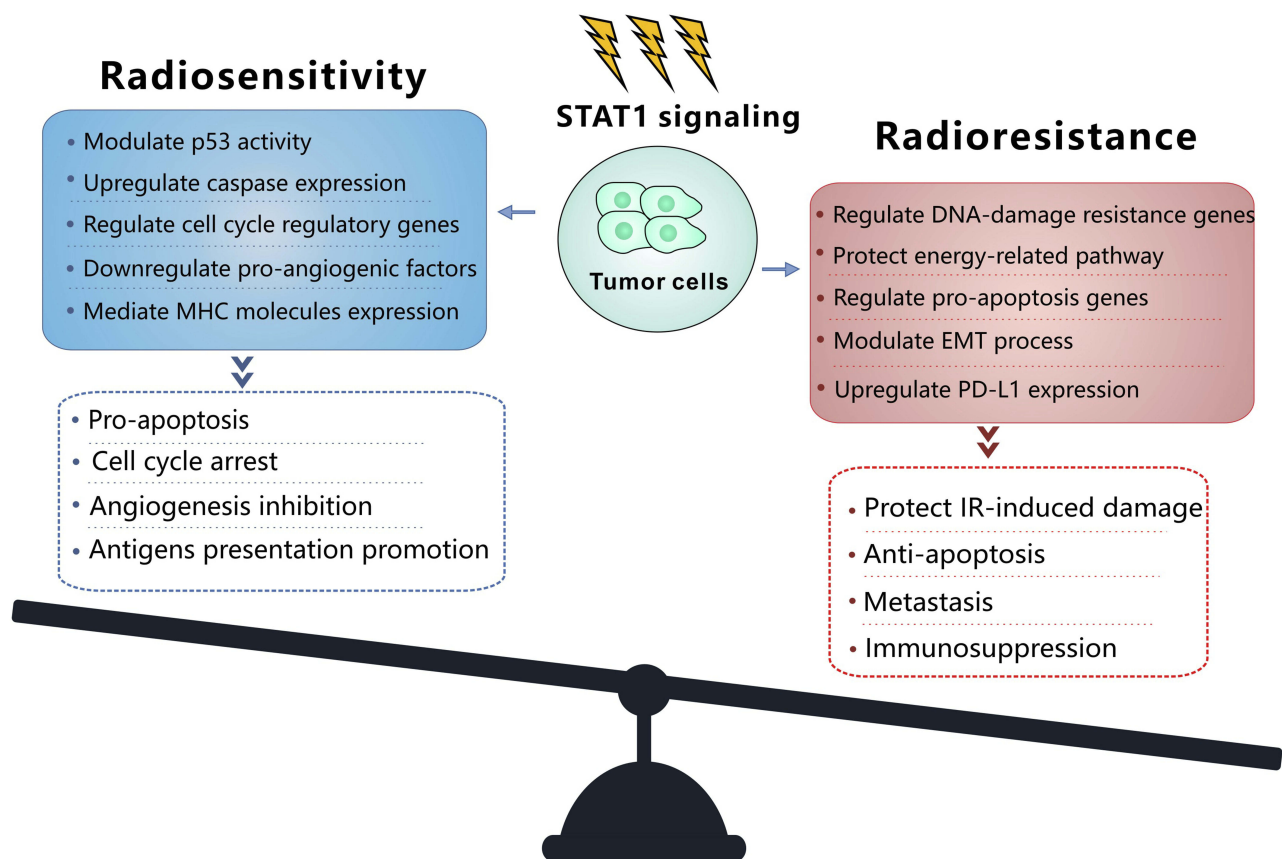 Radiosensitivity
• Modulate p53 activity
• Upregulate caspase expression
• Regulate cell cycle regulatory genes
• Downregulate pro-angiogenic factors
• Mediate MHC molecules expression
• Pro-apoptosis
• Cell cycle arrest
• Angiogenesis inhibition
• Antigens presentation promotion
STAT1 signaling
Tumor cells
Radioresistance
• Regulate DNA-damage resistance genes
• Protect energy-related pathway
• Regulate pro-apoptosis genes
• Modulate EMT process
• Upregulate PD-L1 expression
• Protect IR-induced damage
• Anti-apoptosis
• Metastasis
• Immunosuppression